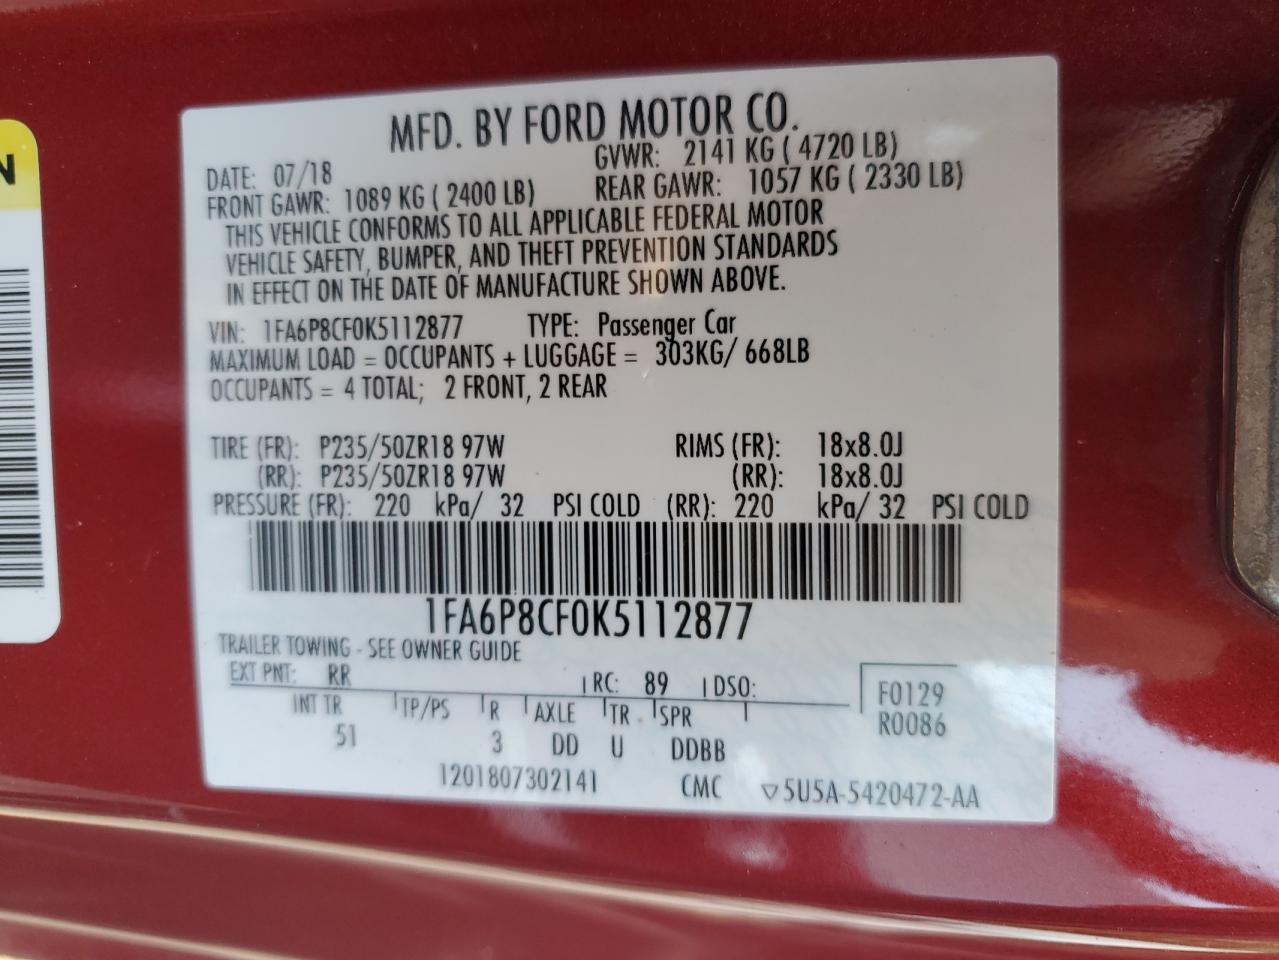 N
MFD. BY FORD MOTOR CO.
DATE: 07/18 GVWR: 2141 KG ( 4720 LB)
FRONT GAWR: 1089 KG ( 2400 LB) REAR GAWR: 1057 KG ( 2330 LB)
THIS VEHICLE CONFORMS TO ALL APPLICABLE FEDERAL MOTOR
VEHICLE SAFETY, BUMPER, AND THEFT PREVENTION STANDARDS
IN EFFECT ON THE DATE OF MANUFACTURE SHOWN ABOVE.
VIN: 1FA6P8CF0K5112877 TYPE: Passenger Car
MAXIMUM LOAD = OCCUPANTS + LUGGAGE = 303KG/ 668LB
OCCUPANTS = 4 TOTAL; 2 FRONT, 2 REAR
TIRE (FR): P235/50ZR18 97W RIMS (FR): 18x8.0J
(RR): P235/50ZR18 97W (RR): 18x8.0J
PRESSURE (FR): 220 kPa/ 32 PSI COLD (RR): 220 kPa/ 32 PSI COLD
1FA6P8CF0K5112877
TRAILER TOWING - SEE OWNER GUIDE
EXT PNT: RR RC: 89 DSO: F0129
INT TR TP/PS R AXLE TR SPR R0086
51 3 DD U DDBB
1201807302141 CMC ▽5U5A-5420472-AA